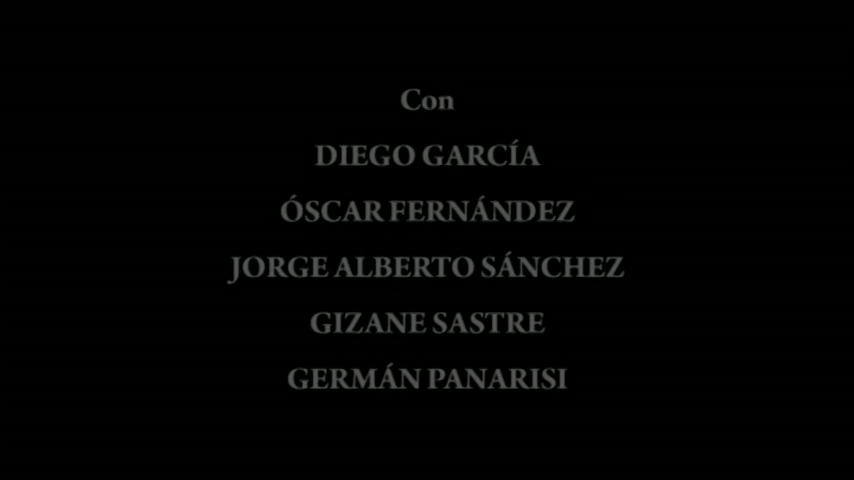 Con
DIEGO GARCÍA
ÓSCAR FERNÁNDEZ
JORGE ALBERTO SÁNCHEZ
GIZANE SASTRE
GERMÁN PANARISI